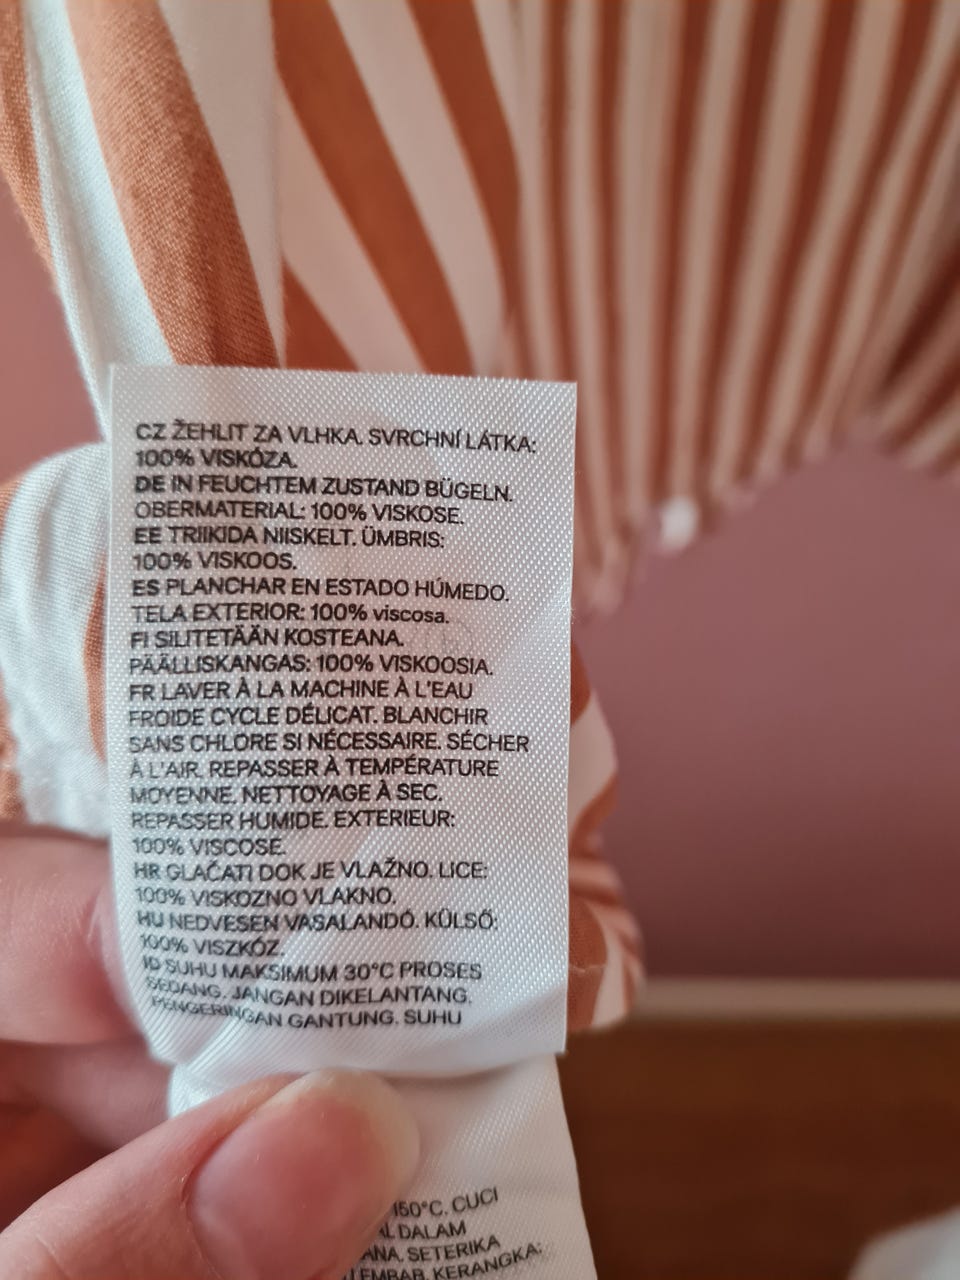 CZ ŽEHLIT ZA VLHKA. SVRCHNÍ LÁTKA:
100% VISKÓZA.
DE IN FEUCHTEM ZUSTAND BÜGELN.
OBERMATERIAL: 100% VISKOSE.
EE TRIIKIDA NIISKELT. ÜMBRIS:
100% VISKOOS.
ES PLANCHAR EN ESTADO HÚMEDO.
TELA EXTERIOR: 100% viscosa.
FI SILITETÄÄN KOSTEANA.
PÄÄLLISKANGAS: 100% VISKOOSIA.
FR LAVER À LA MACHINE À L'EAU
FROIDE CYCLE DÉLICAT. BLANCHIR
SANS CHLORE SI NÉCESSAIRE. SÉCHER
À L'AIR. REPASSER À TEMPÉRATURE
MOYENNE. NETTOYAGE À SEC.
REPASSER HUMIDE. EXTERIEUR:
100% VISCOSE.
HR GLAČATI DOK JE VLAŽNO. LICE:
100% VISKOZNO VLAKNO.
HU NEDVESEN VASALANDÓ. KÜLSŐ:
100% VISZKÓZ.
ID SUHU MAKSIMUM 30°C PROSES
SEDANG. JANGAN DIKELANTANG.
PENGERINGAN GANTUNG. SUHU
150°C. CUCI
DALAM
SETERIKA
KERANGKA: